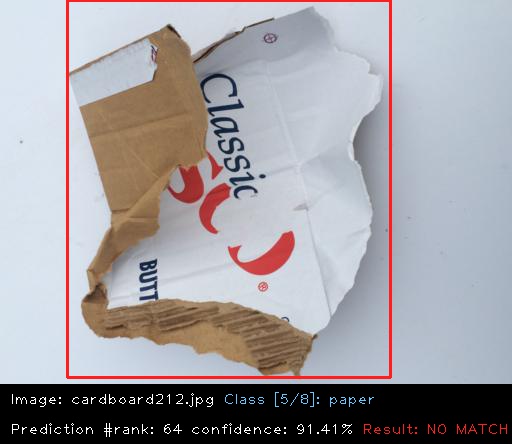 Classic
BUTT
Image: cardboard212.jpg Class [5/8]: paper
Prediction #rank: 64 confidence: 91.41% Result: NO MATCH